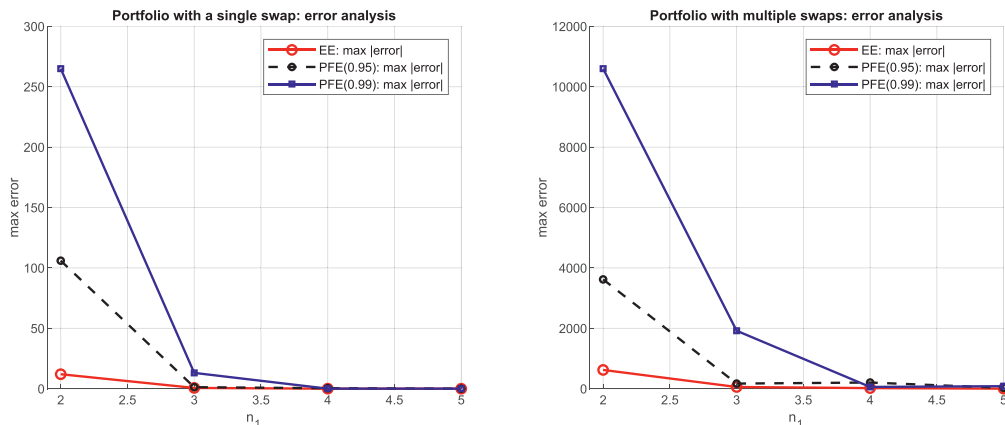 Portfolio with a single swap: error analysis
300
250
200
150
100
50
0
max error
2
2.5
3
3.5
4
4.5
5
n1
EE: max |error|
PFE(0.95): max |error|
PFE(0.99): max |error|
Portfolio with multiple swaps: error analysis
12000
10000
8000
6000
4000
2000
0
max error
2
2.5
3
3.5
4
4.5
5
n1
EE: max |error|
PFE(0.95): max |error|
PFE(0.99): max |error|